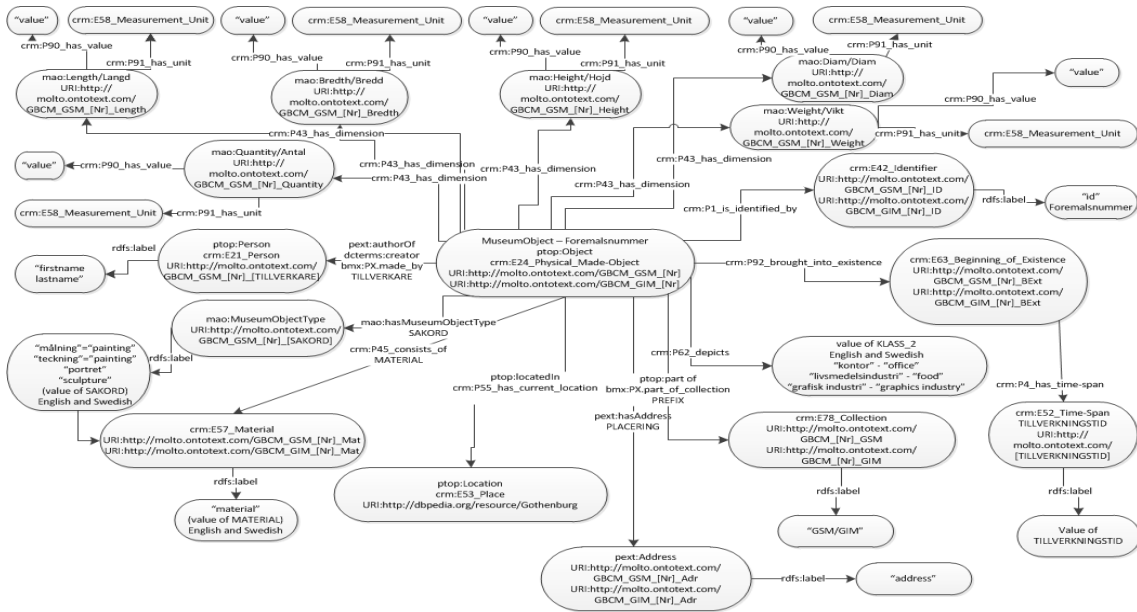 “value”
crm:E58_Measurement_Unit
“value”
crm:E58_Measurement_Unit
“value”
crm:E58_Measurement_Unit
“value”
crm:E58_Measurement_Unit
crm:P90_has_value
crm:P91_has_unit
crm:P90_has_value
crm:P91_has_unit
crm:P90_has_value
crm:P91_has_unit
crm:P90_has_value
crm:P91_has_unit
mao:Length/Langd
URI:http://
molto.ontotext.com/
GBCM_GSM_[Nr]_Length
mao:Bredth/Bredd
URI:http://
molto.ontotext.com/
GBCM_GSM_[Nr]_Bredth
mao:Height/Hojd
URI:http://
molto.ontotext.com/
GBCM_GSM_[Nr]_Height
mao:Diam/Diam
URI:http://
molto.ontotext.com/
GBCM_GSM_[Nr]_Diam
“value”
crm:P90_has_value
mao:Weight/Vikt
URI:http://
molto.ontotext.com/
GBCM_GSM_[Nr]_Weight
crm:P91_has_unit
crm:E58_Measurement_Unit
crm:P43_has_dimension
“value”
crm:P90_has_value
mao:Quantity/Antal
URI:http://
molto.ontotext.com/
GBCM_GSM_[Nr]_Quantity
crm:P43_has_dimension
crm:P43_has_dimension
crm:P43_has_dimension
crm:P43_has_dimension
crm:P43_has_dimension
crm:E58_Measurement_Unit
crm:P91_has_unit
crm:E42_Identifier
URI:http://molto.ontotext.com/
GBCM_GSM_[Nr]_ID
URI:http://molto.ontotext.com/
GBCM_GIM_[Nr]_ID
crm:P1_is_identified_by
rdfs:label
“id”
Foremalsnummer
MuseumObject – Foremalsnummer
ptop:Object
crm:E24_Physical_Made-Object
URI:http://molto.ontotext.com/GBCM_GSM_[Nr]
URI:http://molto.ontotext.com/GBCM_GIM_[Nr]
rdfs:label
ptop:Person
crm:E21_Person
URI:http://molto.ontotext.com/
GBCM_GSM_[Nr]_[TILLVERKARE]
pext:authorOf
dcterms:creator
bmx:PX.made_by
TILLVERKARE
“firstname
lastname”
crm:P92_brought_into_existence
crm:E63_Beginning_of_Existence
URI:http://molto.ontotext.com/
GBCM_GSM_[Nr]_BExt
URI:http://molto.ontotext.com/
GBCM_GIM_[Nr]_BExt
mao:MuseumObjectType
URI:http://molto.ontotext.com/
GBCM_GSM_[Nr]_[SAKORD]
mao:hasMuseumObjectType
SAKORD
rdfs:label
“målning”=“painting”
“teckning”=“painting”
“portret”
“sculpture”
(value of SAKORD)
English and Swedish
crm:P45_consists_of
MATERIAL
crm:P62_depicts
value of KLASS_2
English and Swedish
“kontor” - “office”
“livsmedelsindustri” - “food”
“grafisk industri” - “graphics industry”
ptop:locatedIn
crm:P55_has_current_location
ptop:part of
bmx:PX.part_of_collection
PREFIX
pext:hasAddress
PLACERING
crm:P4_has_time-span
crm:E57_Material
URI:http://molto.ontotext.com/GBCM_GSM_[Nr]_Mat
URI:http://molto.ontotext.com/GBCM_GIM_[Nr]_Mat
crm:E78_Collection
URI:http://molto.ontotext.com/
GBCM_[Nr]_GSM
URI:http://molto.ontotext.com/
GBCM_[Nr]_GIM
crm:E52_Time-Span
TILLVERKNINGSTID
URI:http://
molto.ontotext.com/
[TILLVERKNINGSTID]
rdfs:label
“material”
(value of MATERIAL)
English and Swedish
ptop:Location
crm:E53_Place
URI:http://dbpedia.org/resource/Gothenburg
rdfs:label
“GSM/GIM”
rdfs:label
Value of
TILLVERKNINGSTID
pext:Address
URI:http://molto.ontotext.com/
GBCM_GSM_[Nr]_Adr
URI:http://molto.ontotext.com/
GBCM_GIM_[Nr]_Adr
rdfs:label
“address”